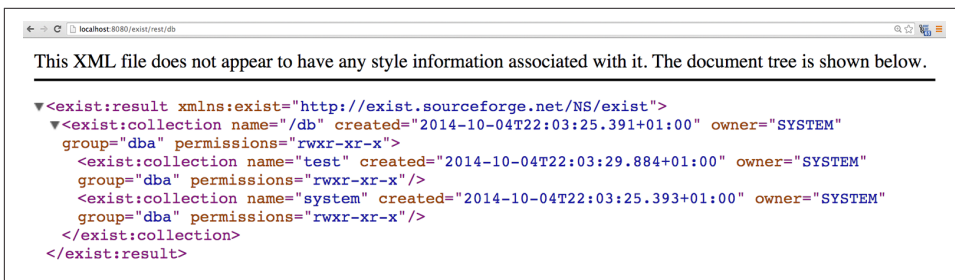 localhost:8080/exist/rest/db
This XML file does not appear to have any style information associated with it. The document tree is shown below.
▼<exist:result xmlns:exist="http://exist.sourceforge.net/NS/exist">
▼<exist:collection name="/db" created="2014-10-04T22:03:25.391+01:00" owner="SYSTEM"
group="dba" permissions="rwxr-xr-x">
<exist:collection name="test" created="2014-10-04T22:03:29.884+01:00" owner="SYSTEM"
group="dba" permissions="rwxr-xr-x"/>
<exist:collection name="system" created="2014-10-04T22:03:25.393+01:00" owner="SYSTEM"
group="dba" permissions="rwxr-xr-x"/>
</exist:collection>
</exist:result>